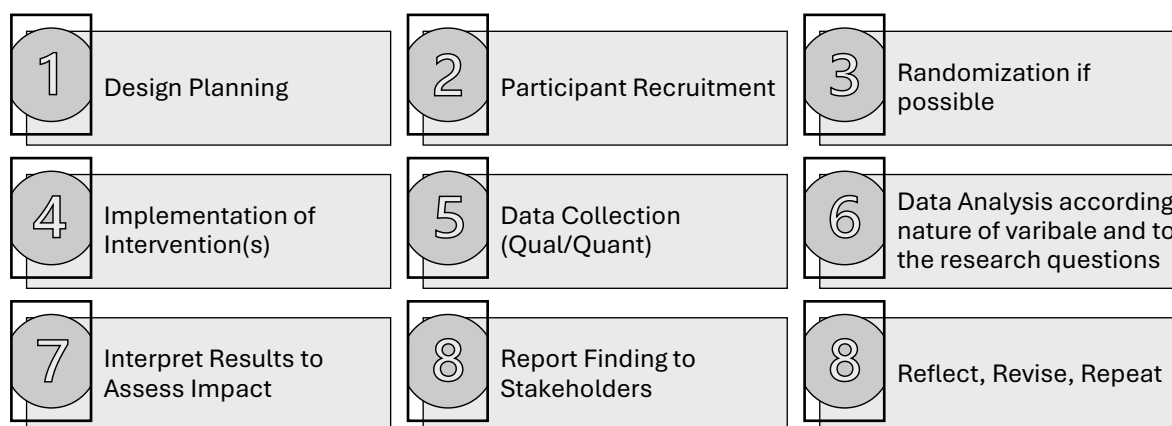 1
Design Planning
2
Participant Recruitment
3
Randomization if
possible
4
Implementation of
Intervention(s)
5
Data Collection
(Qual/Quant)
6
Data Analysis according
nature of varibale and to
the research questions
7
Interpret Results to
Assess Impact
8
Report Finding to
Stakeholders
8
Reflect, Revise, Repeat